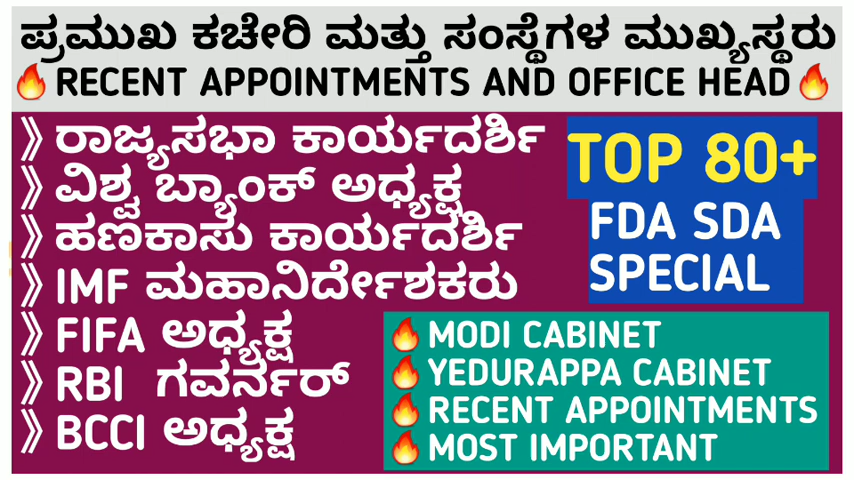 ಪ್ರಮುಖ ಕಚೇರಿ ಮತ್ತು ಸಂಸ್ಥೆಗಳ ಮುಖ್ಯಸ್ಥರು
🔥RECENT APPOINTMENTS AND OFFICE HEAD🔥
》ರಾಜ್ಯಸಭಾ ಕಾರ್ಯದರ್ಶಿ
》ವಿಶ್ವ ಬ್ಯಾಂಕ್ ಅಧ್ಯಕ್ಷ
》ಹಣಕಾಸು ಕಾರ್ಯದರ್ಶಿ
》IMF ಮಹಾನಿರ್ದೇಶಕರು
》FIFA ಅಧ್ಯಕ್ಷ
》RBI ಗವರ್ನರ್
》BCCI ಅಧ್ಯಕ್ಷ
TOP 80+
FDA SDA
SPECIAL
🔥MODI CABINET
🔥YEDURAPPA CABINET
🔥RECENT APPOINTMENTS
🔥MOST IMPORTANT